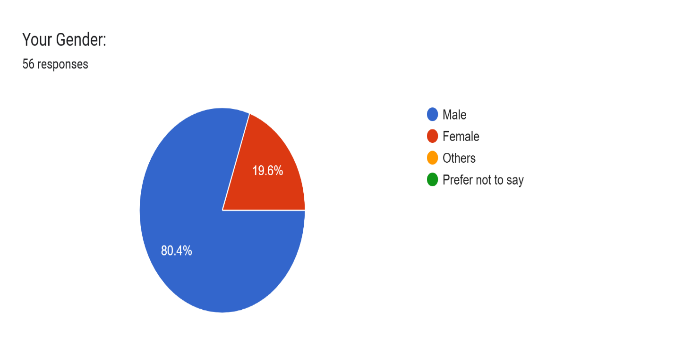 Your Gender:
56 responses
Male
Female
Others
Prefer not to say
19.6%
80.4%